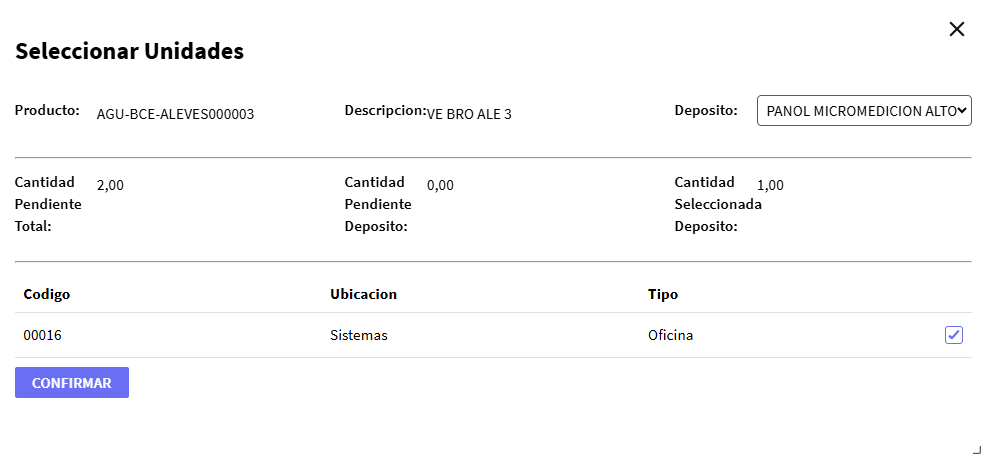 Seleccionar Unidades
Producto: AGU-BCE-ALEVES000003 Descripcion: VE BRO ALE 3 Deposito: PANOL MICROMEDICION ALTO
Cantidad Pendiente Total: 2,00 Cantidad Pendiente Deposito: 0,00 Cantidad Seleccionada Deposito: 1,00
Codigo Ubicacion Tipo
00016 Sistemas Oficina
CONFIRMAR